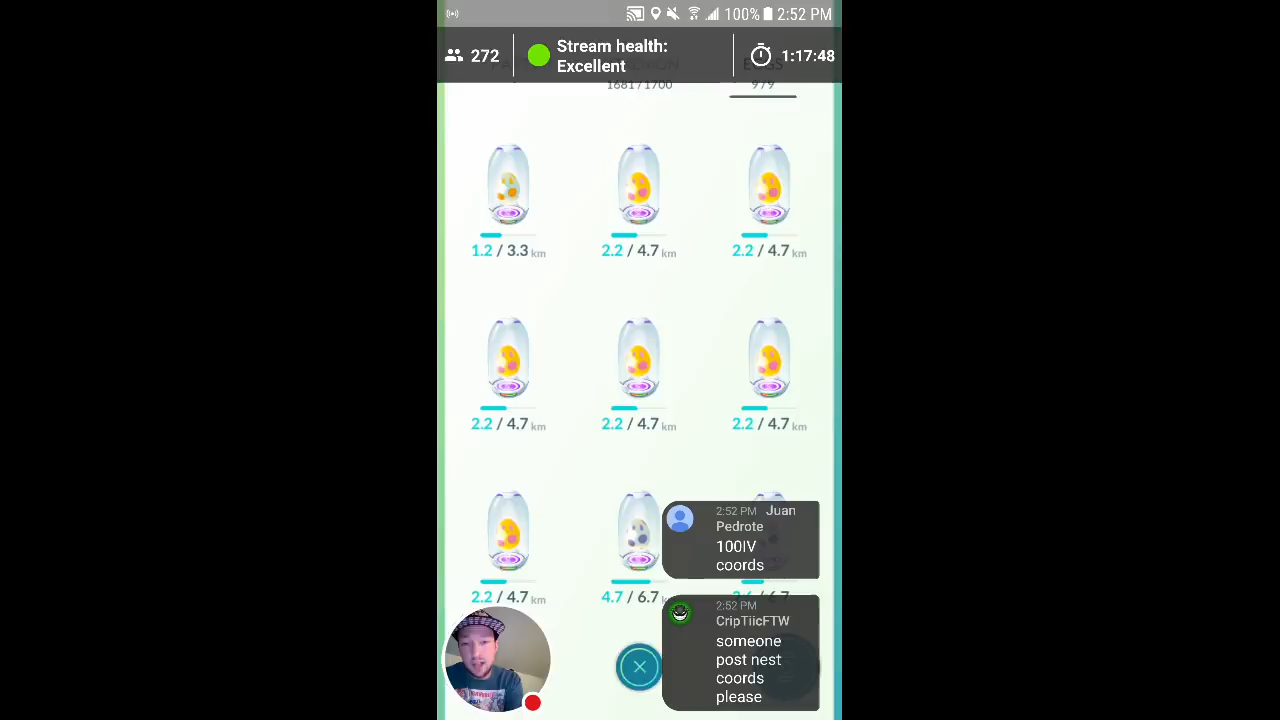 100% 2:52 PM
272
Stream health:
Excellent
1:17:48
1681/1700
9/9
1.2 / 3.3 km
2.2 / 4.7 km
2.2 / 4.7 km
2.2 / 4.7 km
2.2 / 4.7 km
2.2 / 4.7 km
2.2 / 4.7 km
4.7 / 6.7
2:52 PM Juan
Pedrote
100IV
coords
2:52 PM
CripTiicFTW
someone
post nest
coords
please